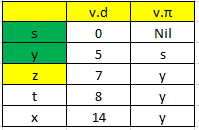 v.d v.π
s 0 Nil
y 5 s
z 7 y
t 8 y
x 14 y